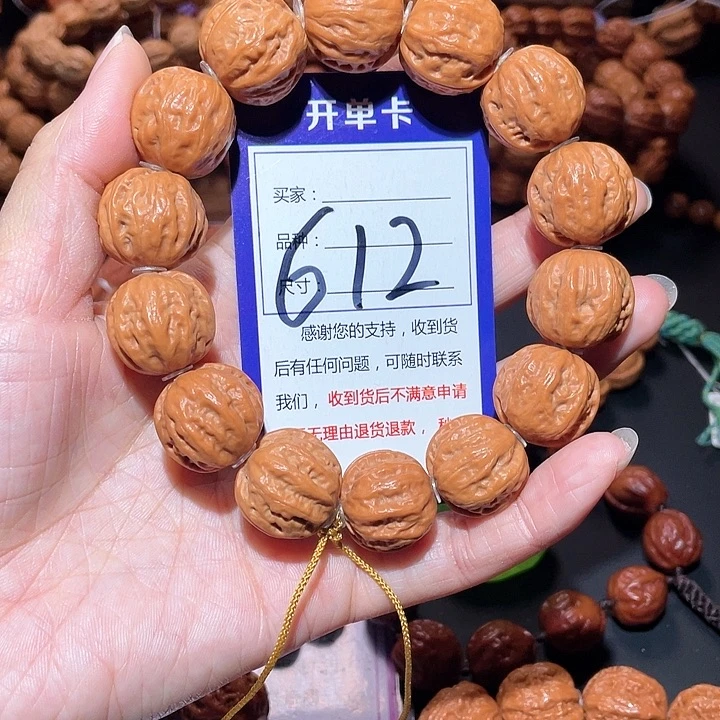 开单卡
买家：
品种：
612
尺寸：
感谢您的支持，收到货
后有任何问题，可随时联系
我们，收到货后不满意申请
无理由退货退款，